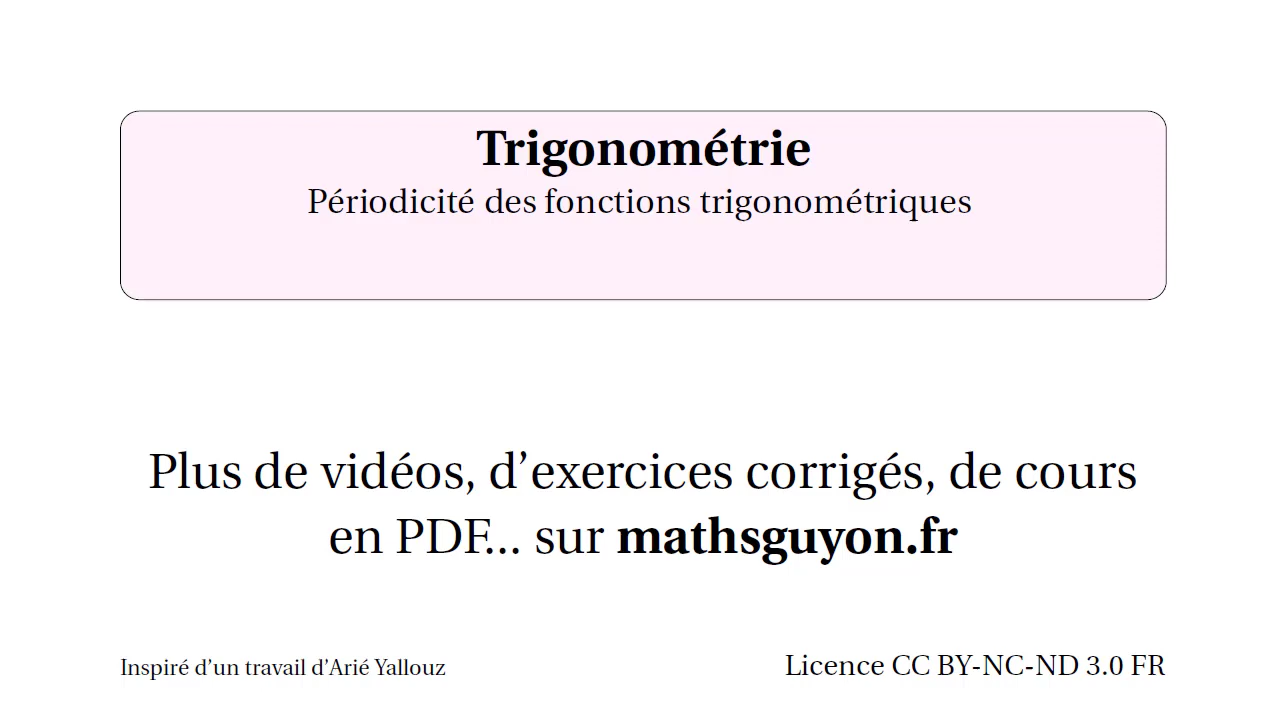 Trigonométrie
Périodicité des fonctions trigonométriques
Plus de vidéos, d’exercices corrigés, de cours
en PDF... sur mathsguyon.fr
Inspiré d’un travail d’Arié Yallouz
Licence CC BY-NC-ND 3.0 FR